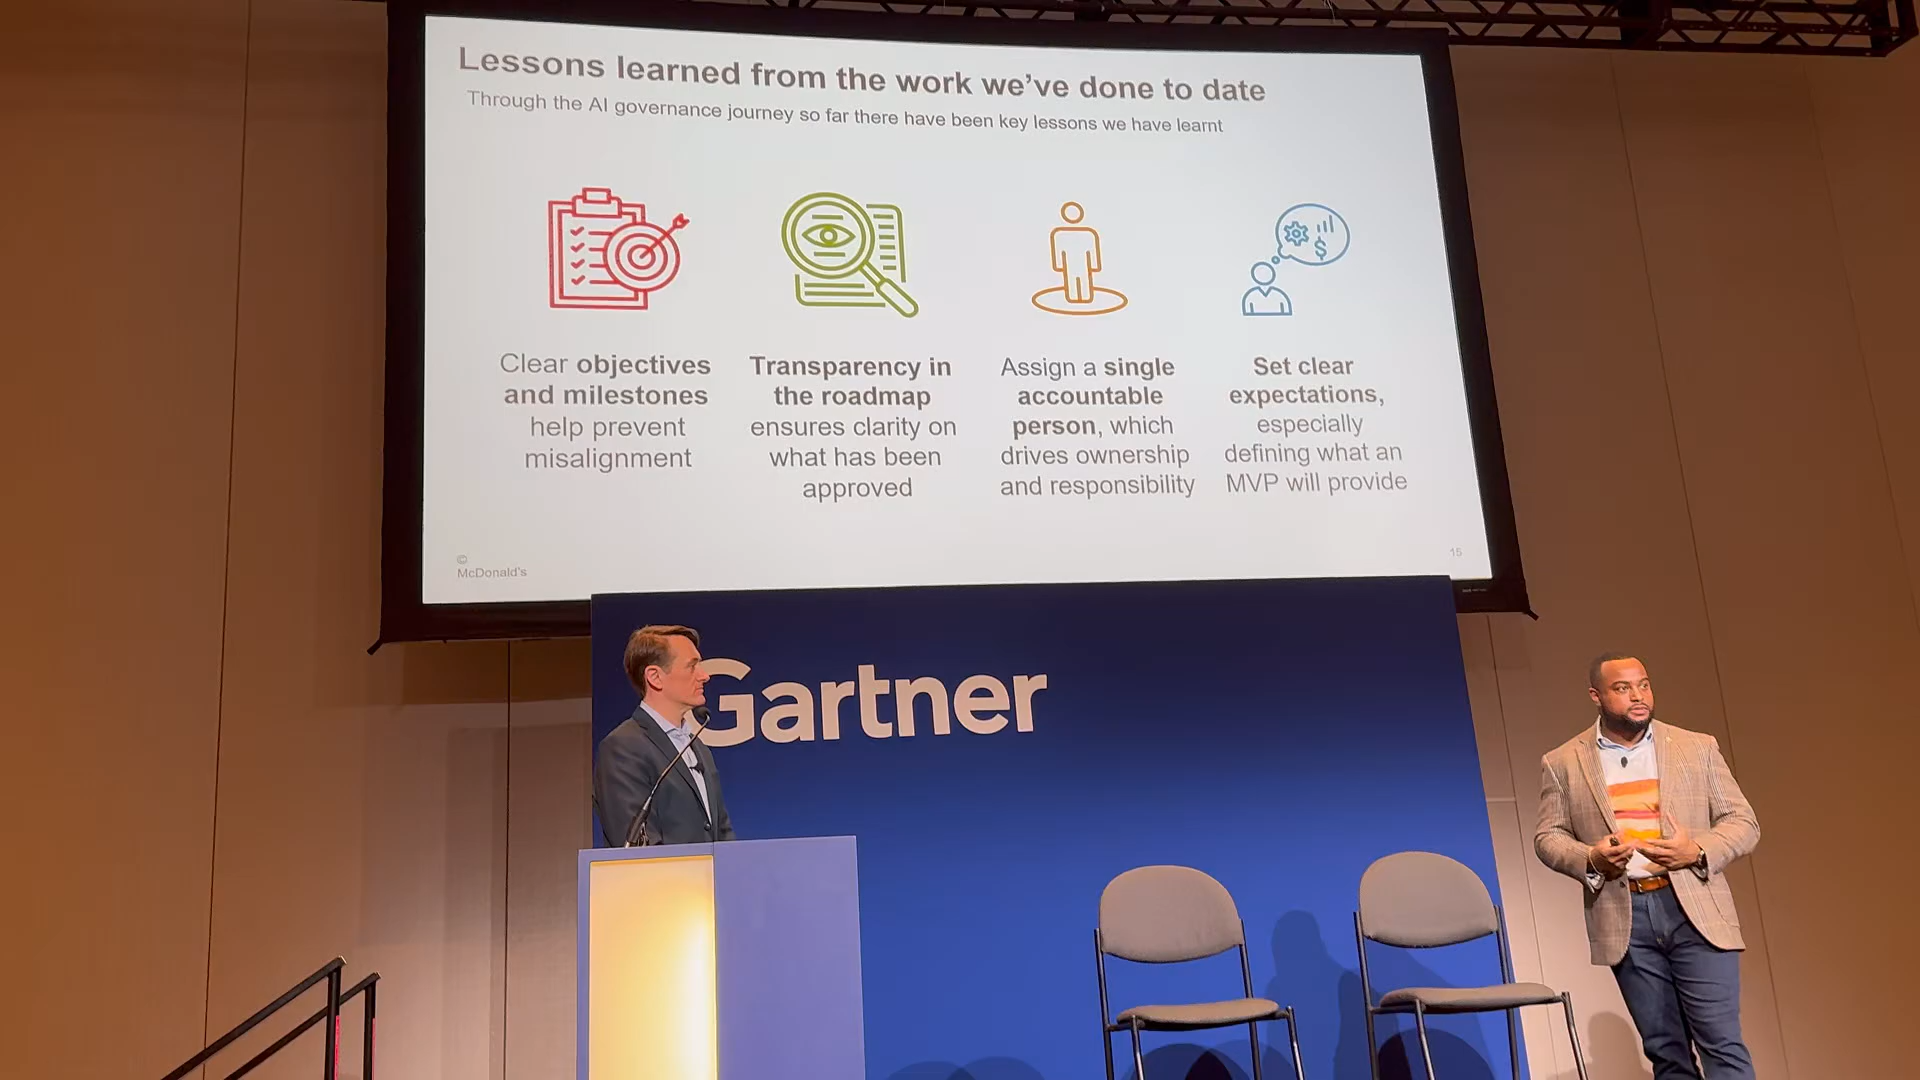 Lessons learned from the work we've done to date
Through the AI governance journey so far there have been key lessons we have learnt
Clear objectives
and milestones
help prevent
misalignment
Transparency in
the roadmap
ensures clarity on
what has been
approved
Assign a single
accountable
person, which
drives ownership
and responsibility
Set clear
expectations,
especially
defining what an
MVP will provide
$
©
McDonald's
15
Gartner